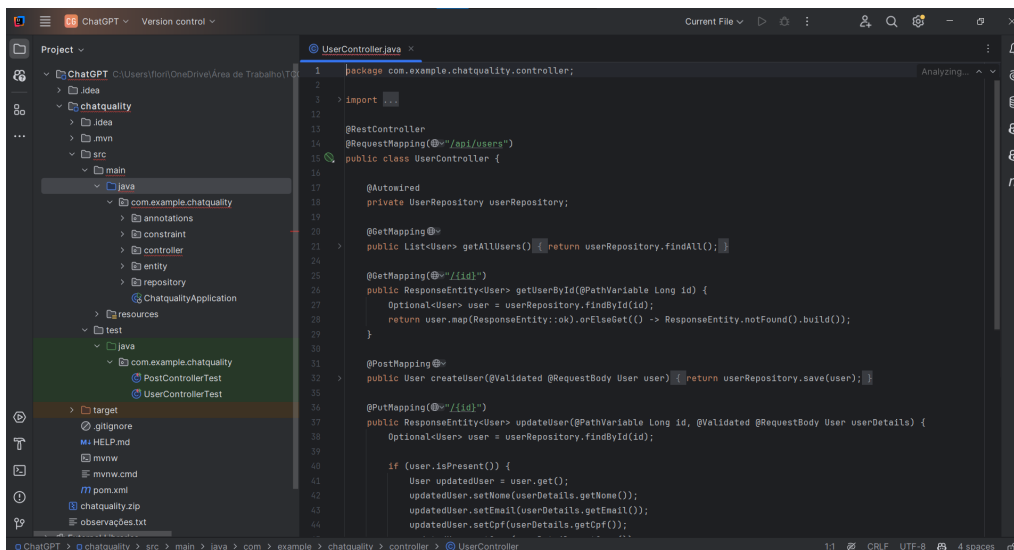 CG ChatGPT Version control Current File
Project
UserController.java
ChatGPT C:\Users\flori\OneDrive\Área de Trabalho\TC
.idea
chatquality
.idea
.mvn
src
main
java
com.example.chatquality
annotations
constraint
controller
entity
repository
ChatqualityApplication
resources
test
java
com.example.chatquality
PostControllerTest
UserControllerTest
target
.gitignore
HELP.md
mvnw
mvnw.cmd
pom.xml
chatquality.zip
observações.txt
Analyzing...
1 package com.example.chatquality.controller;
2
3 import ...
12
13 @RestController
14 @RequestMapping("/api/users")
15 public class UserController {
16
17 @Autowired
18 private UserRepository userRepository;
19
20 @GetMapping
21 public List<User> getAllUsers() { return userRepository.findAll(); }
24
25 @GetMapping("/{id}")
26 public ResponseEntity<User> getUserById(@PathVariable Long id) {
27 Optional<User> user = userRepository.findById(id);
28 return user.map(ResponseEntity::ok).orElseGet(() -> ResponseEntity.notFound().build());
29 }
30
31 @PostMapping
32 public User createUser(@Validated @RequestBody User user) { return userRepository.save(user); }
35
36 @PutMapping("/{id}")
37 public ResponseEntity<User> updateUser(@PathVariable Long id, @Validated @RequestBody User userDetails) {
38 Optional<User> user = userRepository.findById(id);
39
40 if (user.isPresent()) {
41 User updatedUser = user.get();
42 updatedUser.setNome(userDetails.getNome());
43 updatedUser.setEmail(userDetails.getEmail());
44 updatedUser.setCpf(userDetails.getCpf());
ChatGPT > chatquality > src > main > java > com > example > chatquality > controller > UserController
1:1 CRLF UTF-8 4 spaces